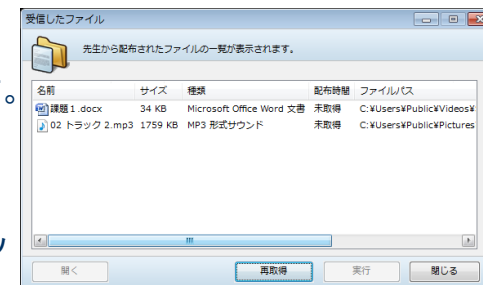 受信したファイル
先生から配布されたファイルの一覧が表示されます。
名前 サイズ 種類 配布時間 ファイルパス
課題1.docx 34 KB Microsoft Office Word 文書 未取得 C:¥Users¥Public¥Videos¥
02 トラック 2.mp3 1759 KB MP3 形式サウンド 未取得 C:¥Users¥Public¥Pictures
開く 再取得 実行 閉じる